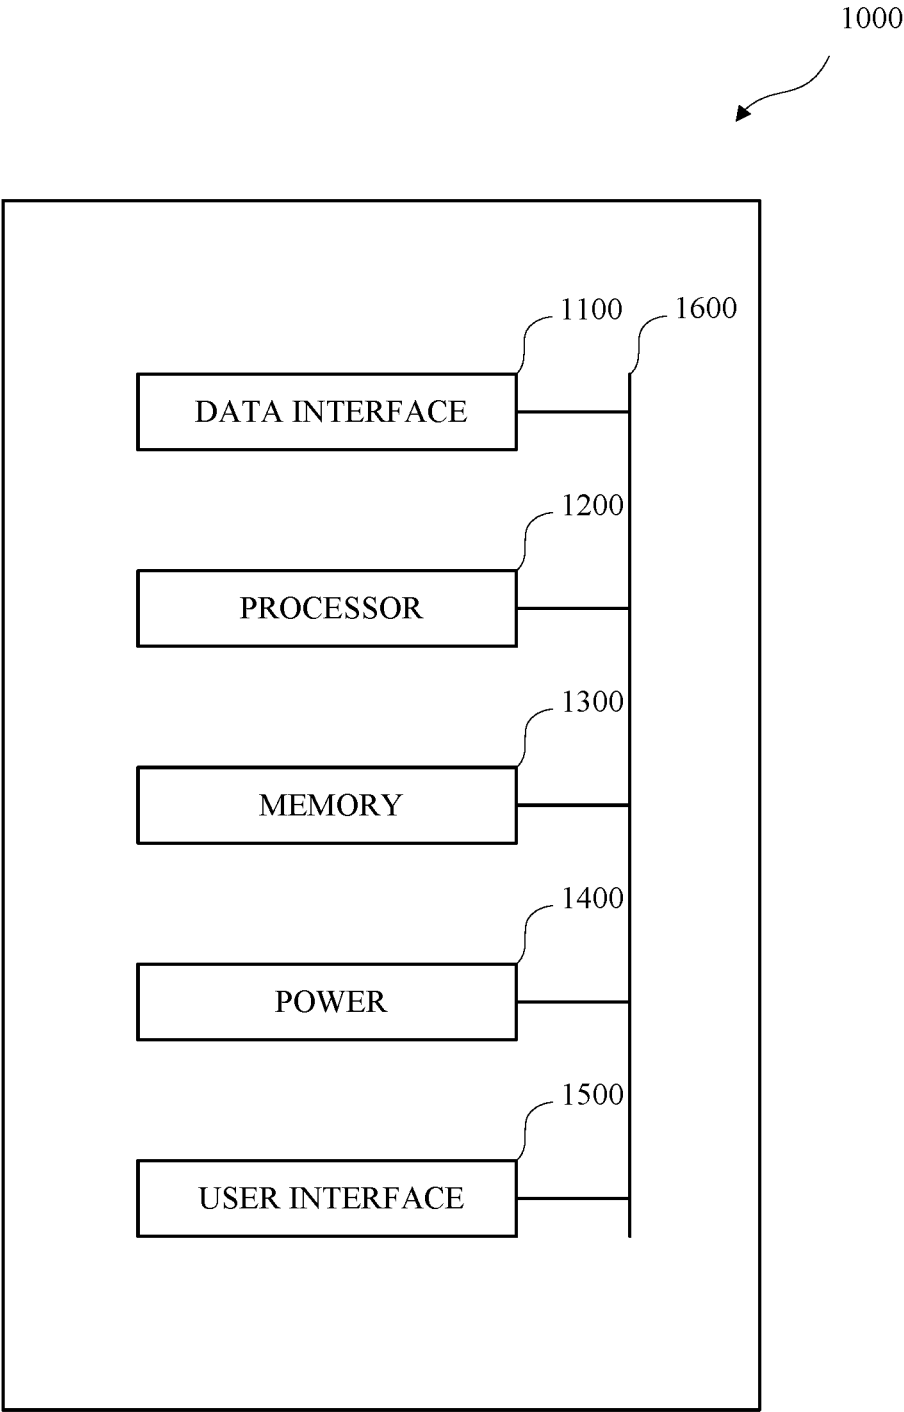 1000
1100
1600
DATA INTERFACE
1200
PROCESSOR
1300
MEMORY
1400
POWER
1500
USER INTERFACE